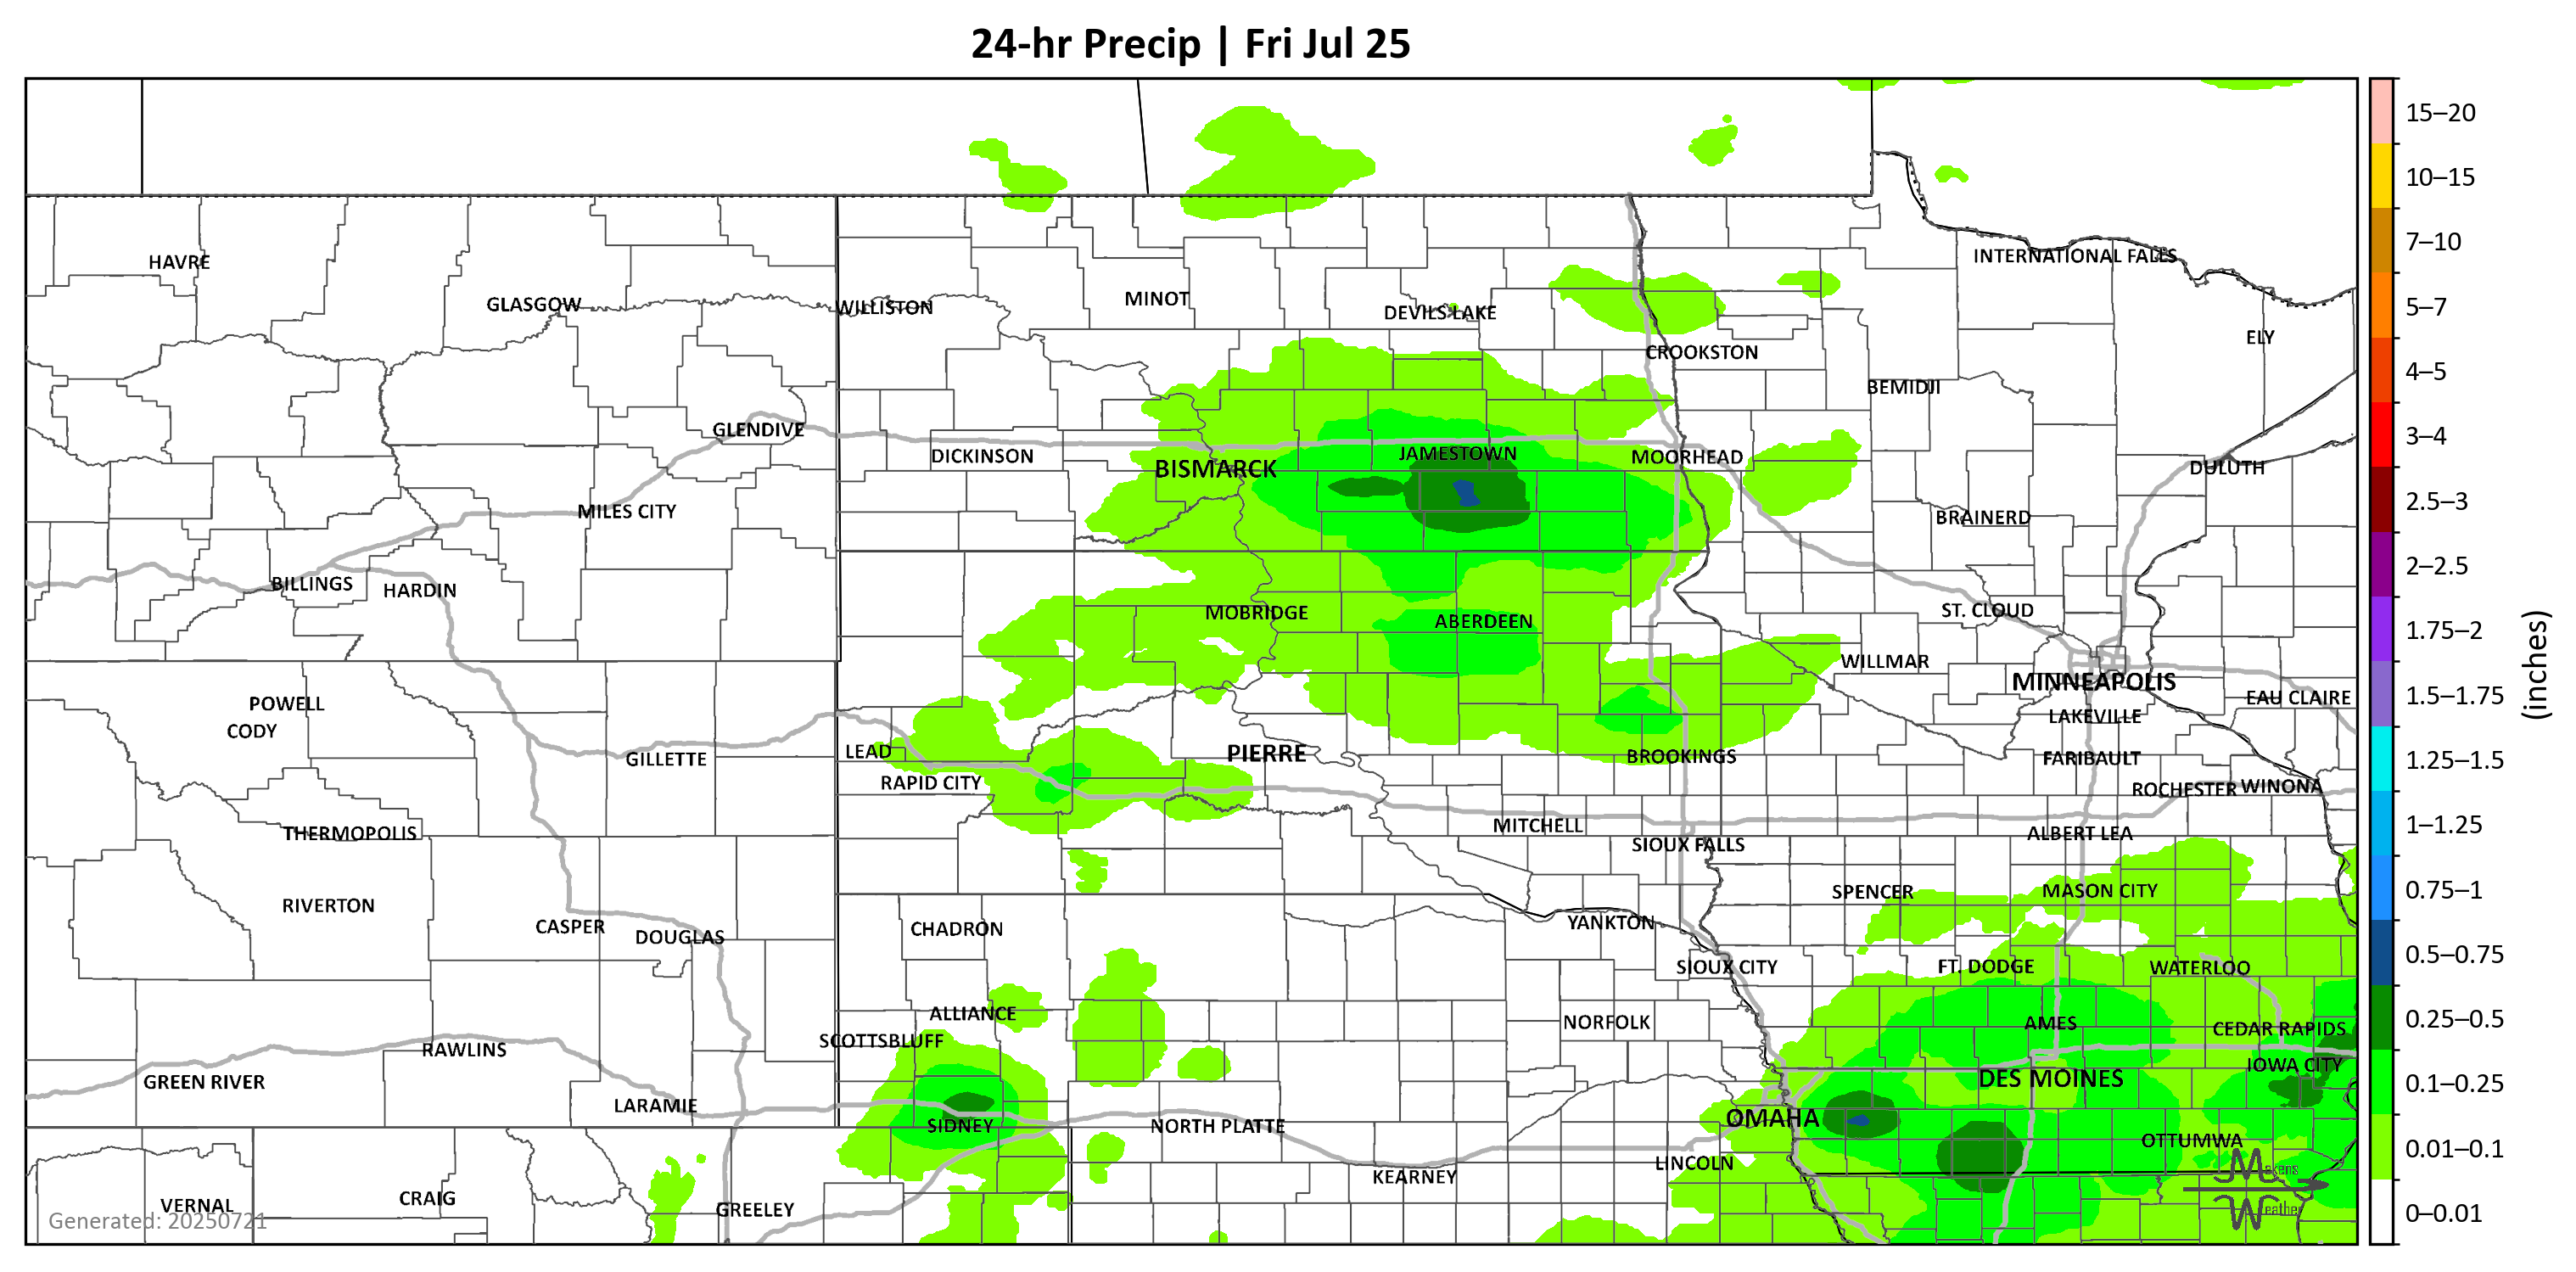 24-hr Precip | Fri Jul 25
15–20
10–15
7–10
5–7
4–5
3–4
2.5–3
2–2.5
1.75–2
1.5–1.75
1.25–1.5
1–1.25
0.75–1
0.5–0.75
0.25–0.5
0.1–0.25
0.01–0.1
0–0.01
(inches)
HAVRE
INTERNATIONAL FALLS
GLASGOW
WILLISTON
MINOT
DEVILS LAKE
ELY
CROOKSTON
BEMIDJI
GLENDIVE
DICKINSON
BISMARCK
JAMESTOWN
MOORHEAD
DULUTH
MILES CITY
BRAINERD
BILLINGS
HARDIN
MOBRIDGE
ABERDEEN
ST. CLOUD
WILLMAR
MINNEAPOLIS
EAU CLAIRE
POWELL
CODY
LAKEVILLE
GILLETTE
LEAD
PIERRE
BROOKINGS
FARIBAULT
RAPID CITY
ROCHESTER
WINONA
THERMOPOLIS
MITCHELL
SIOUX FALLS
ALBERT LEA
RIVERTON
SPENCER
MASON CITY
CASPER
DOUGLAS
CHADRON
YANKTON
SIOUX CITY
FT. DODGE
WATERLOO
ALLIANCE
NORFOLK
AMES
CEDAR RAPIDS
SCOTTSBLUFF
RAWLINS
IOWA CITY
GREEN RIVER
DES MOINES
LARAMIE
SIDNEY
NORTH PLATTE
OMAHA
OTTUMWA
LINCOLN
KEARNEY
VERNAL
CRAIG
GREELEY
Makens
Weather
Generated: 20250721